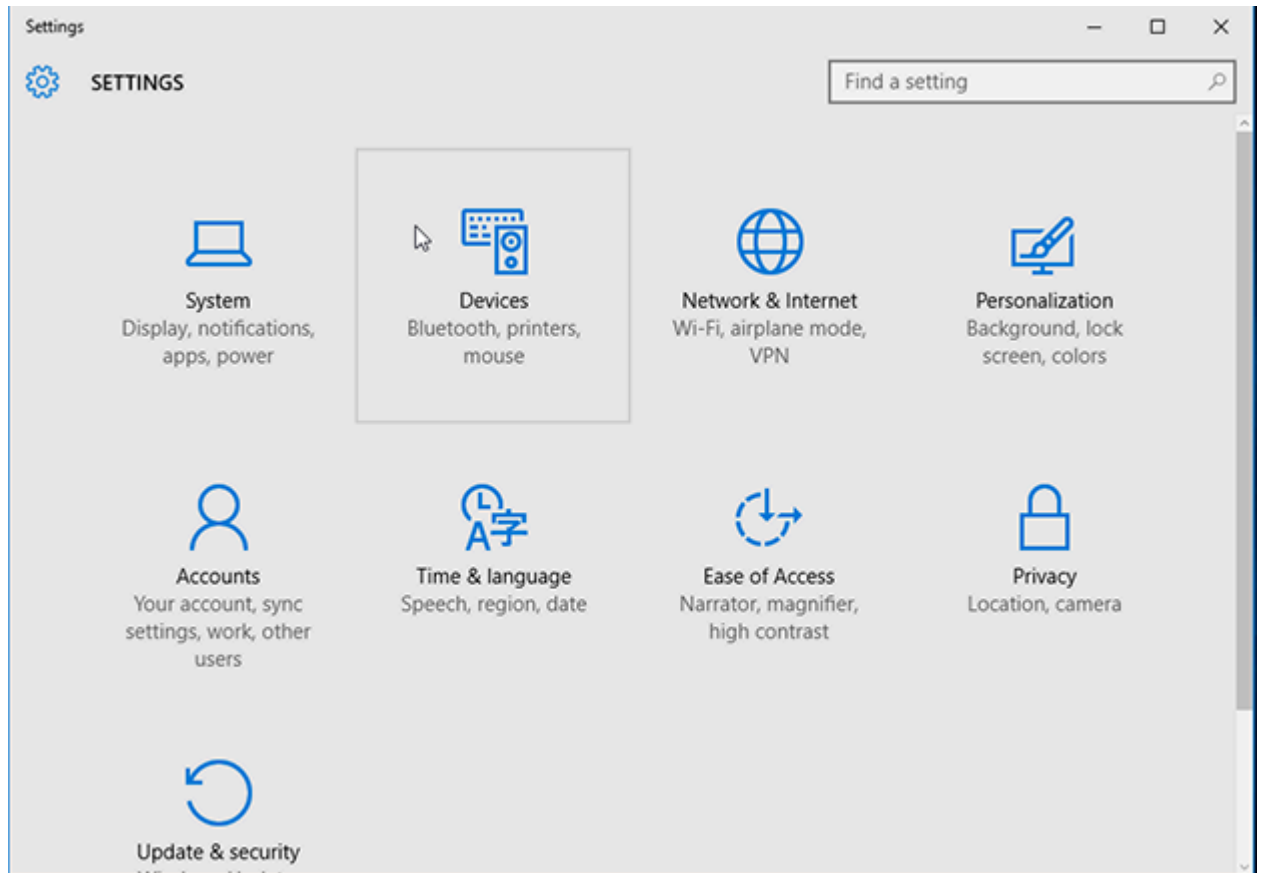 Settings
SETTINGS
Find a setting
System
Display, notifications,
apps, power
Devices
Bluetooth, printers,
mouse
Network & Internet
Wi-Fi, airplane mode,
VPN
Personalization
Background, lock
screen, colors
Accounts
Your account, sync
settings, work, other
users
A字
Time & language
Speech, region, date
Ease of Access
Narrator, magnifier,
high contrast
Privacy
Location, camera
Update & security